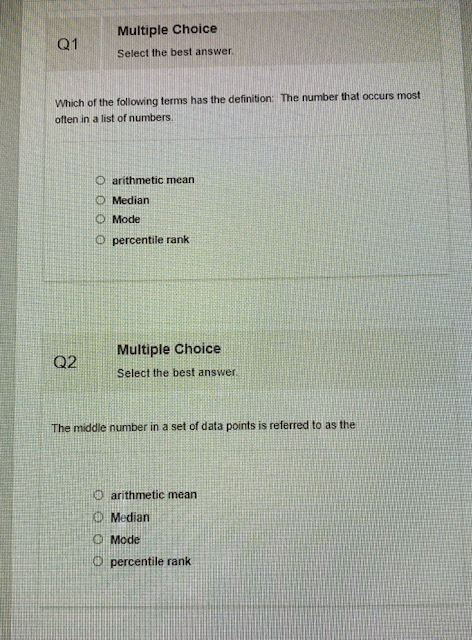 Q1
Multiple Choice
Select the best answer.
Which of the following terms has the definition: The number that occurs most
often in a list of numbers.
arithmetic mean
Median
Mode
percentile rank
Q2
Multiple Choice
Select the best answer.
The middle number in a set of data points is referred to as the
arithmetic mean
Median
Mode
percentile rank